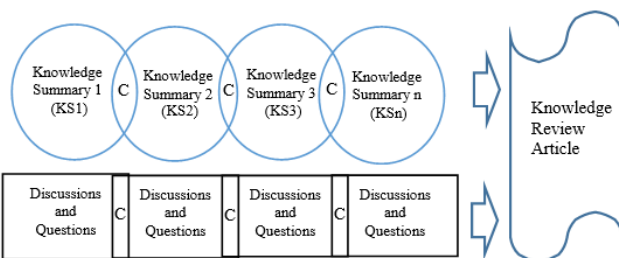 Knowledge
Summary 1
(KS1)
C
Knowledge
Summary 2
(KS2)
C
Knowledge
Summary 3
(KS3)
C
Knowledge
Summary n
(KSn)
Knowledge
Review
Article
Discussions
and
Questions
C
Discussions
and
Questions
C
Discussions
and
Questions
C
Discussions
and
Questions